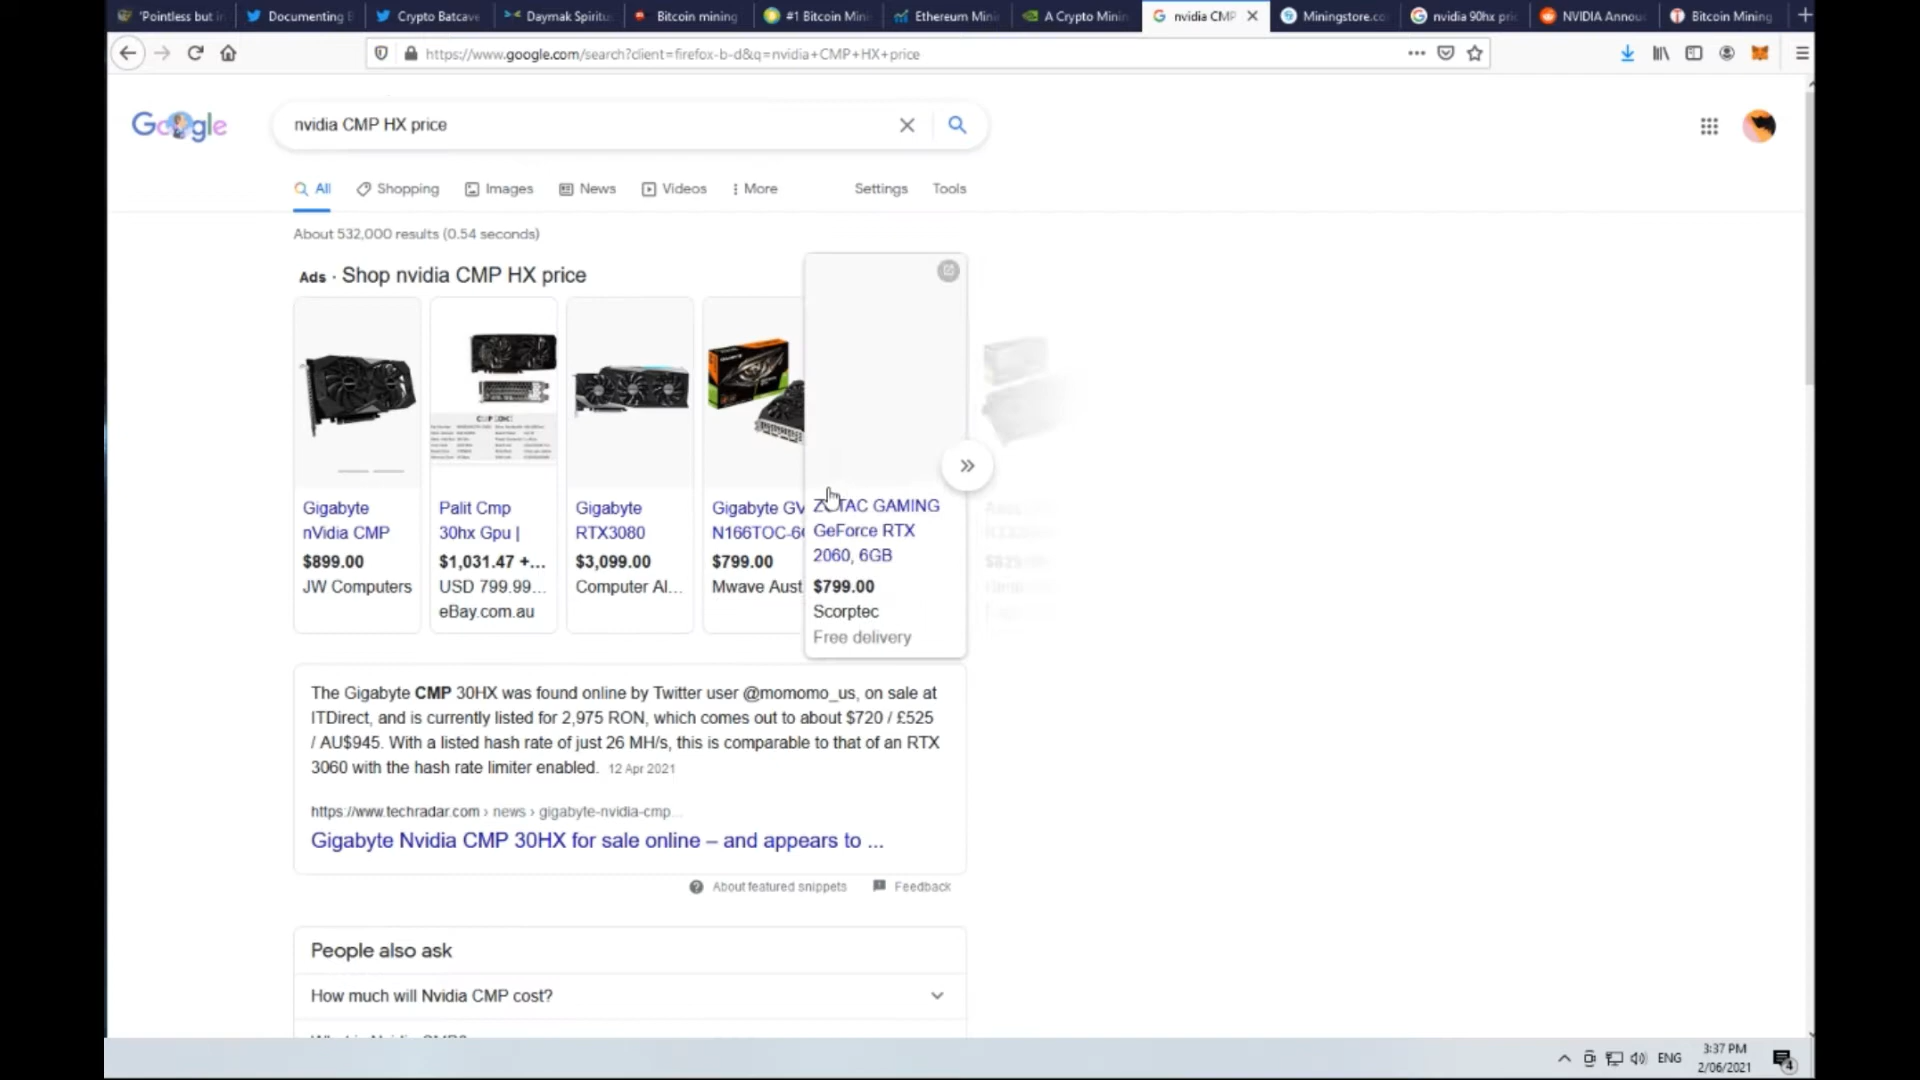 'Pointless but i
Documenting B
Crypto Batcave
Daymak Spiritu
Bitcoin mining
#1 Bitcoin Mini
Ethereum Mini
A Crypto Minin
nvidia CMP
Miningstore.co
nvidia 90hx pri
NVIDIA Annou
Bitcoin Mining
https://www.google.com/search?client=firefox-b-d&q=nvidia+CMP+HX+price
Google
nvidia CMP HX price
All
Shopping
Images
News
Videos
More
Settings
Tools
About 532,000 results (0.54 seconds)
Ads · Shop nvidia CMP HX price
Gigabyte
nVidia CMP
$899.00
JW Computers
Palit Cmp
30hx Gpu |
$1,031.47 +...
USD 799.99...
eBay.com.au
Gigabyte
RTX3080
$3,099.00
Computer Al...
Gigabyte GV
N166TOC-6
$799.00
Mwave Aust
ZOTAC GAMING
GeForce RTX
2060, 6GB
$799.00
Scorptec
Free delivery
The Gigabyte CMP 30HX was found online by Twitter user @momomo_us, on sale at
ITDirect, and is currently listed for 2,975 RON, which comes out to about $720 / £525
/ AU$945. With a listed hash rate of just 26 MH/s, this is comparable to that of an RTX
3060 with the hash rate limiter enabled. 12 Apr 2021
https://www.techradar.com › news › gigabyte-nvidia-cmp...
Gigabyte Nvidia CMP 30HX for sale online – and appears to ...
About featured snippets
Feedback
People also ask
How much will Nvidia CMP cost?
ENG
3:37 PM
2/06/2021
4